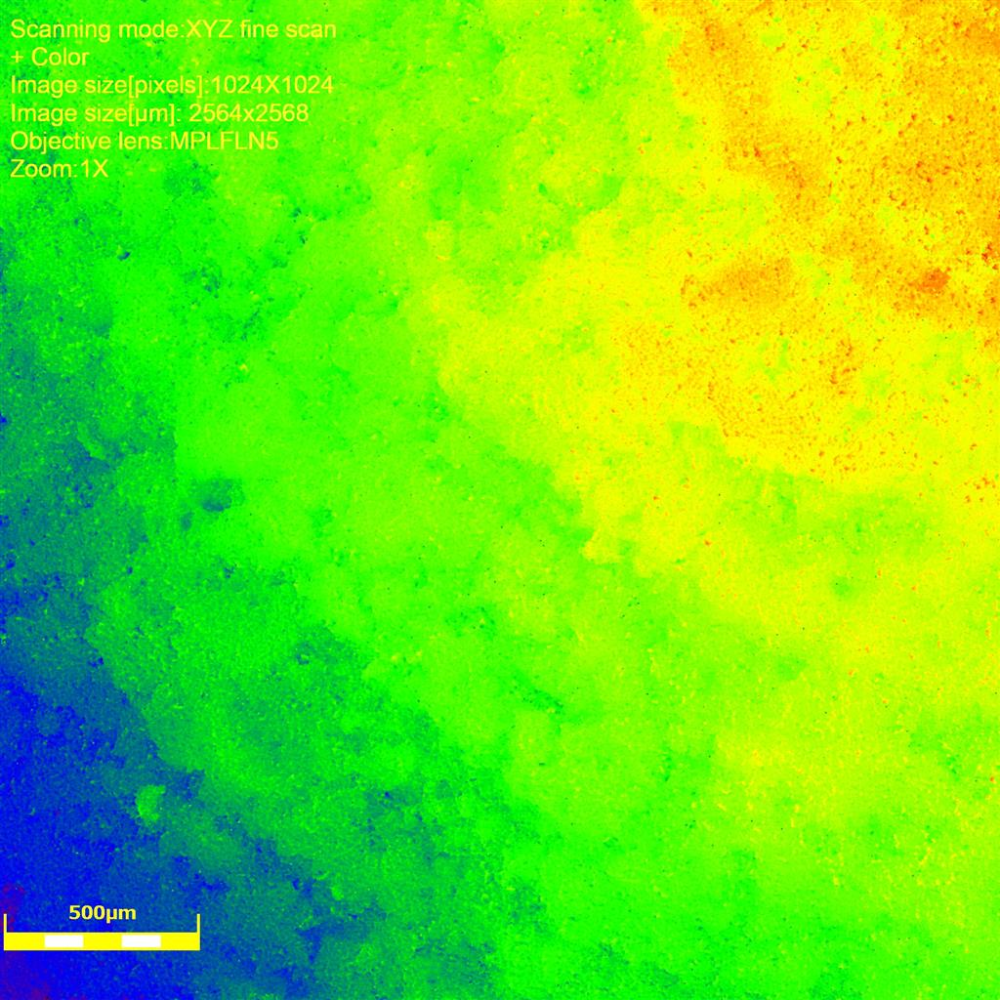 Scanning mode:XYZ fine scan
+ Color
Image size[pixels]:1024X1024
Image size[µm]: 2564x2568
Objective lens:MPLFLN5
Zoom:1X
500µm